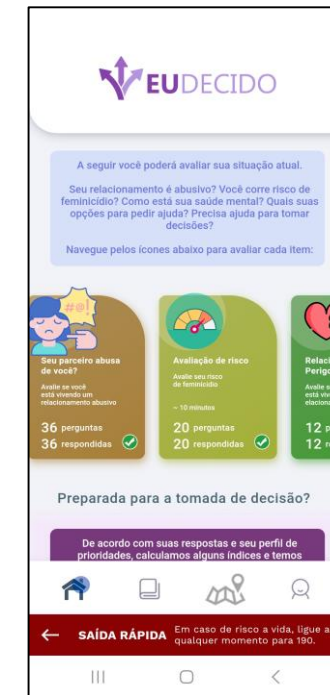 EUDECIDO
A seguir você poderá avaliar sua situação atual.
Seu relacionamento é abusivo? Você corre risco de
feminicídio? Como está sua saúde mental? Quais suas
opções para pedir ajuda? Precisa ajuda para tomar
decisões?
Navegue pelos ícones abaixo para avaliar cada item:
#@!
Seu parceiro abusa
de você?
Avalie se você
está vivendo um
relacionamento abusivo
36 perguntas
36 respondidas
Avaliação de risco
Avalie seu risco
de feminicídio
~ 10 minutos
20 perguntas
20 respondidas
Relaci
Perigo
Avalie s
está viv
elaciona
12 p
12 r
Preparada para a tomada de decisão?
De acordo com suas respostas e seu perfil de
prioridades, calculamos alguns índices e temos
SAÍDA RÁPIDA
Em caso de risco a vida, ligue a
qualquer momento para 190.